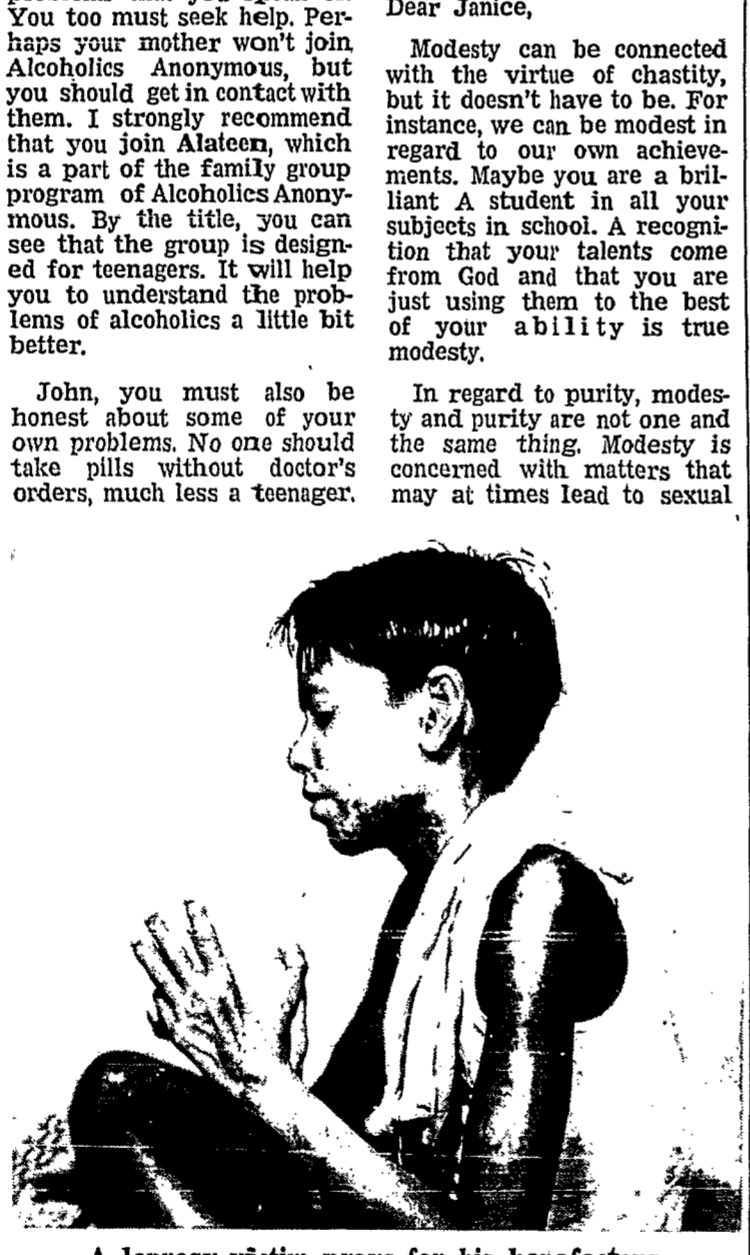 You too must seek help. Per-
haps your mother won't join
Alcoholics Anonymous, but
you should get in contact with
them. I strongly recommend
that you join Alateen, which
is a part of the family group
program of Alcoholics Anony-
mous. By the title, you can
see that the group is design-
ed for teenagers. It will help
you to understand the prob-
lems of alcoholics a little bit
better.
John, you must also be
honest about some of your
own problems. No one should
take pills without doctor's
orders, much less a teenager.
Dear Janice,
Modesty can be connected
with the virtue of chastity,
but it doesn't have to be. For
instance, we can be modest in
regard to our own achieve-
ments. Maybe you are a bril-
liant A student in all your
subjects in school. A recogni-
tion that your talents come
from God and that you are
just using them to the best
of your ability is true
modesty.
In regard to purity, modes-
ty and purity are not one and
the same thing. Modesty is
concerned with matters that
may at times lead to sexual